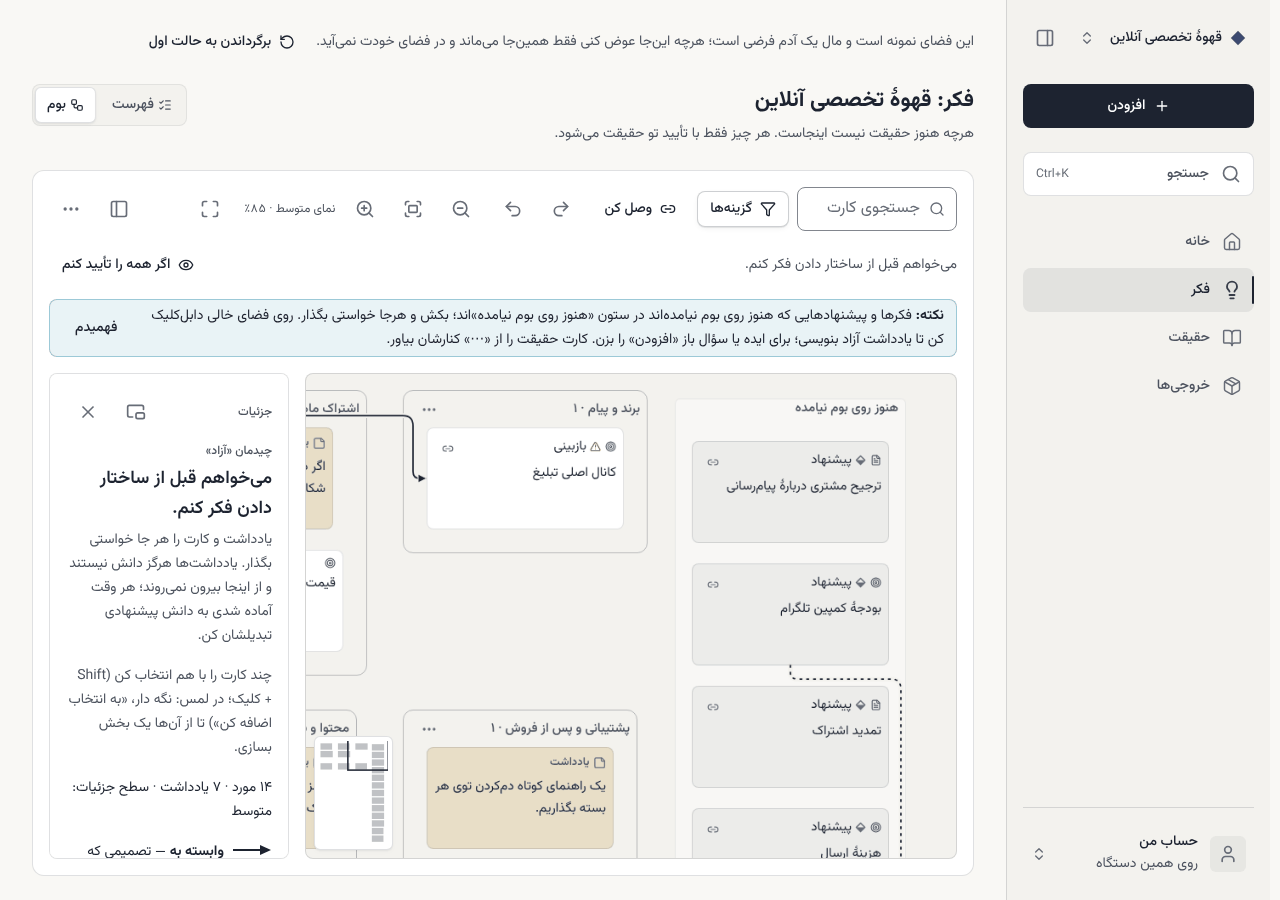 قهوهٔ تخصصی آنلاین
افزودن
جستجو
Ctrl+K
خانه
فکر
حقیقت
خروجی‌ها
حساب من
روی همین دستگاه
این فضای نمونه است و مال یک آدم فرضی است؛ هرچه این‌جا عوض کنی فقط همین‌جا می‌ماند و در فضای خودت نمی‌آید.
برگرداندن به حالت اول
فکر: قهوهٔ تخصصی آنلاین
هرچه هنوز حقیقت نیست اینجاست. هر چیز فقط با تأیید تو حقیقت می‌شود.
فهرست
بوم
جستجوی کارت
گزینه‌ها
وصل کن
نمای متوسط · ۸۵٪
می‌خواهم قبل از ساختار دادن فکر کنم.
اگر همه را تأیید کنم
نکته: فکرها و پیشنهادهایی که هنوز روی بوم نیامده‌اند در ستون «هنوز روی بوم نیامده»‌اند؛ بکش و هرجا خواستی بگذار. روی فضای خالی دابل‌کلیک
کن تا یادداشت آزاد بنویسی؛ برای ایده یا سؤال باز «افزودن» را بزن. کارت حقیقت را از «···» کنارشان بیاور.
فهمیدم
هنوز روی بوم نیامده
پیشنهاد
ترجیح مشتری دربارهٔ پیام‌رسانی
پیشنهاد
بودجهٔ کمپین تلگرام
پیشنهاد
تمدید اشتراک
پیشنهاد
هزینهٔ ارسال
برند و پیام · ۱
بازبینی
کانال اصلی تبلیغ
پشتیبانی و پس از فروش · ۱
یادداشت
یک راهنمای کوتاه دم‌کردن توی هر
بسته بگذاریم.
اشتراک
اگر
قیمت
محتوا و
جزئیات
چیدمان «آزاد»
می‌خواهم قبل از ساختار
دادن فکر کنم.
یادداشت و کارت را هر جا خواستی
بگذار. یادداشت‌ها هرگز دانش نیستند
و از اینجا بیرون نمی‌روند؛ هر وقت
آماده شدی به دانش پیشنهادی
تبدیلشان کن.
چند کارت را با هم انتخاب کن (Shift
+ کلیک؛ در لمس: نگه دار، «به انتخاب
اضافه کن») تا از آن‌ها یک بخش
بسازی.
۱۴ مورد · ۷ یادداشت · سطح جزئیات:
متوسط
وابسته به — تصمیمی که